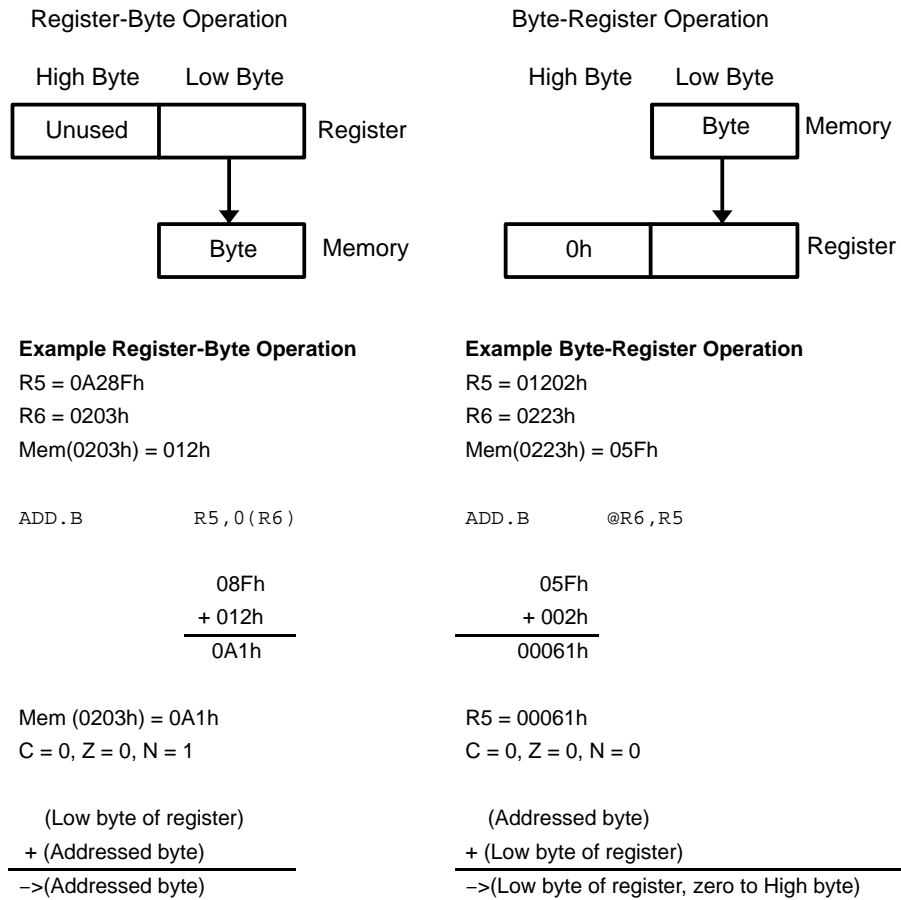 Register-Byte Operation
High Byte Low Byte
Unused
Register
Byte
Memory
Example Register-Byte Operation
R5 = 0A28Fh
R6 = 0203h
Mem(0203h) = 012h
ADD.B R5,0(R6)
08Fh
+ 012h
0A1h
Mem (0203h) = 0A1h
C = 0, Z = 0, N = 1
(Low byte of register)
+ (Addressed byte)
−>(Addressed byte)
Byte-Register Operation
High Byte Low Byte
Byte
Memory
0h
Register
Example Byte-Register Operation
R5 = 01202h
R6 = 0223h
Mem(0223h) = 05Fh
ADD.B @R6,R5
05Fh
+ 002h
00061h
R5 = 00061h
C = 0, Z = 0, N = 0
(Addressed byte)
+ (Low byte of register)
−>(Low byte of register, zero to High byte)